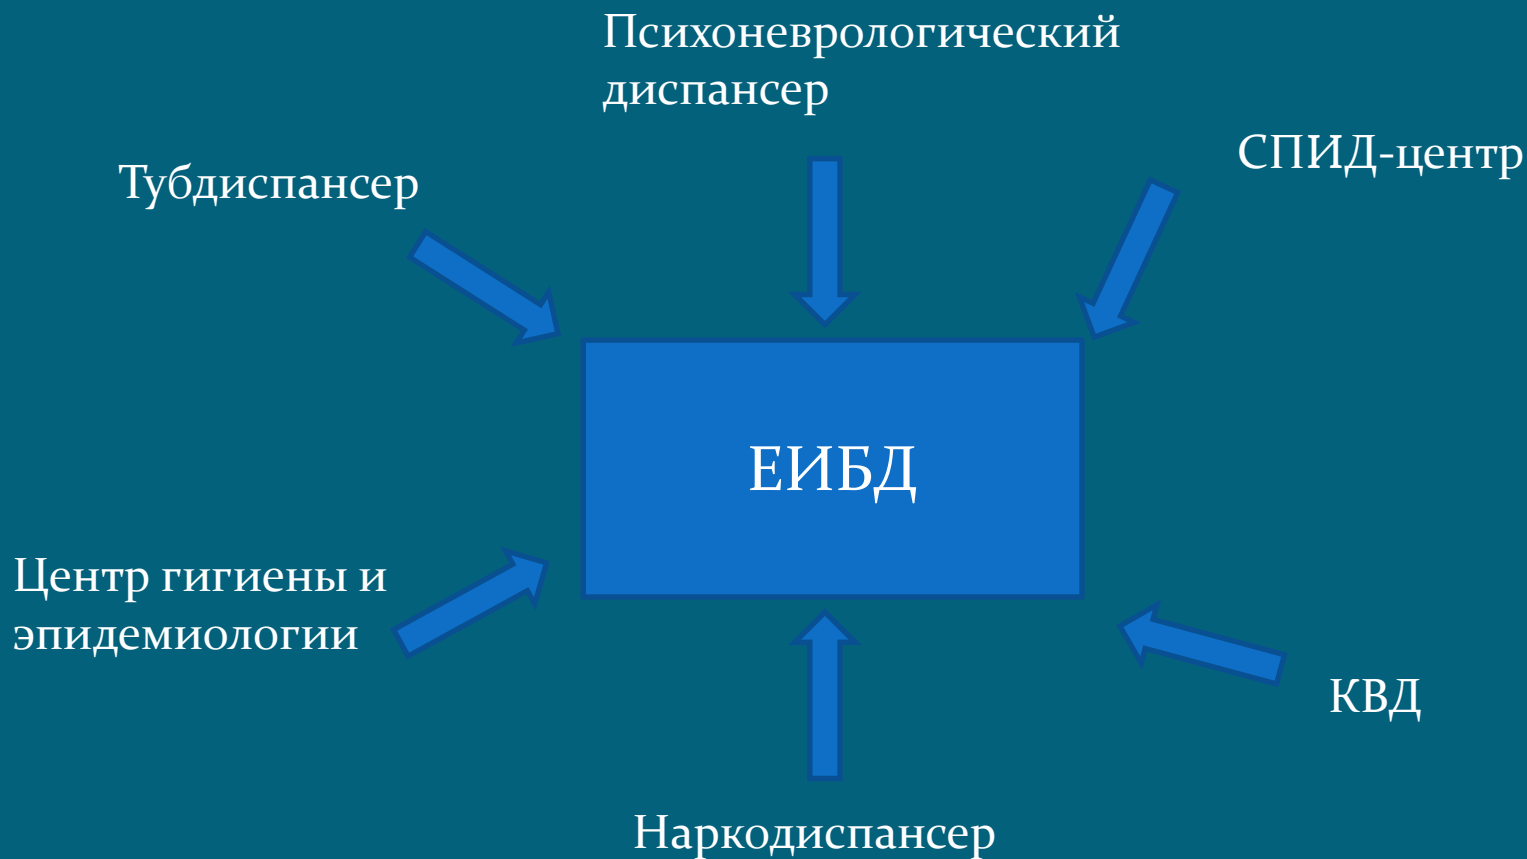 Психоневрологический
диспансер
СПИД-центр
Тубдиспансер
ЕИБД
Центр гигиены и
эпидемиологии
КВД
Наркодиспансер